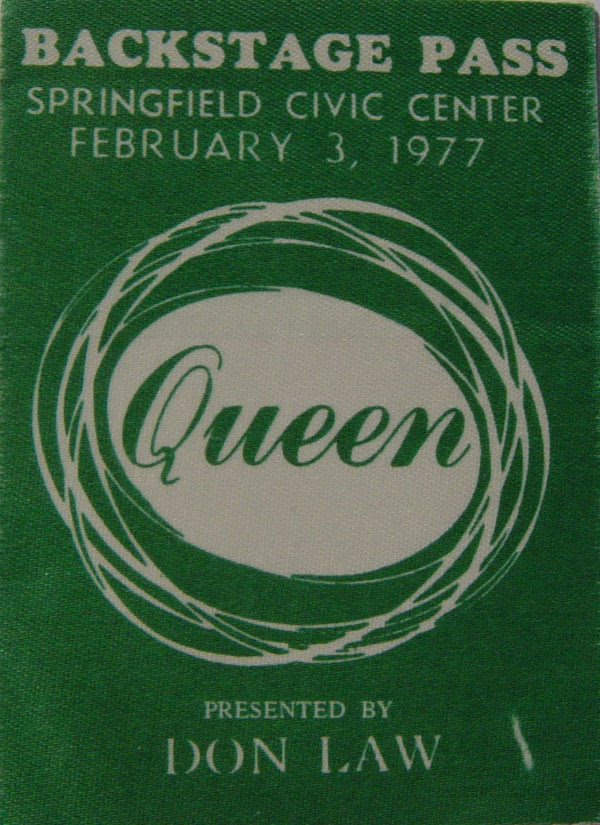 BACKSTAGE PASS
SPRINGFIELD CIVIC CENTER
FEBRUARY 3, 1977
Queen
PRESENTED BY
DON LAW